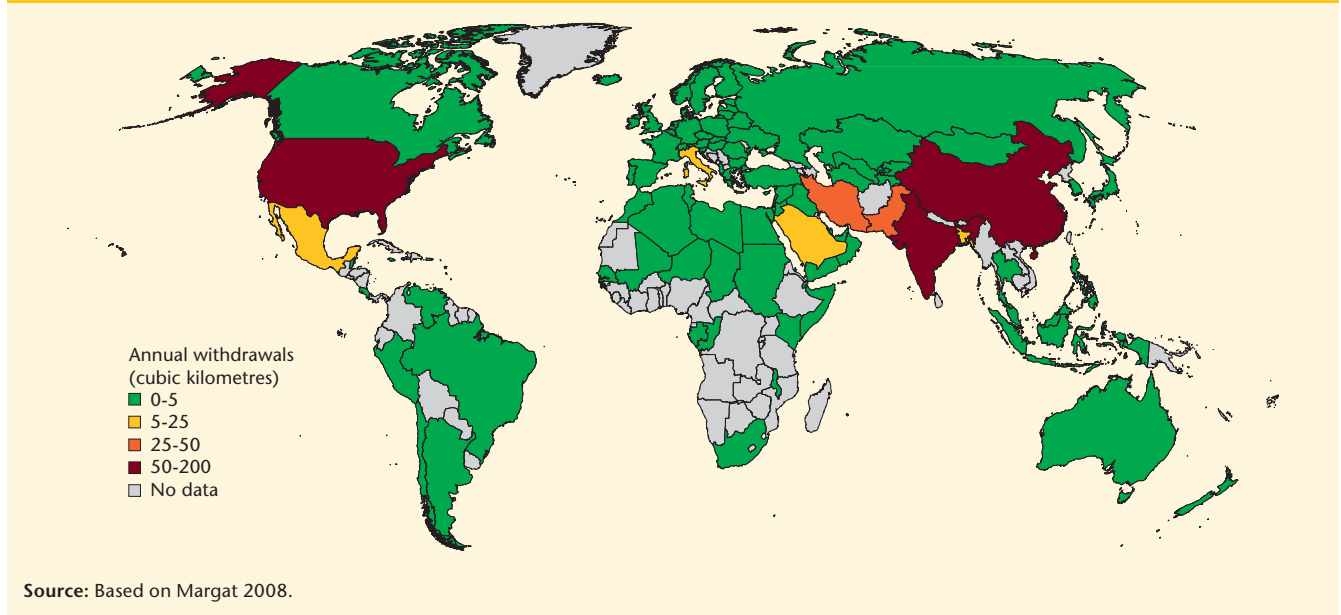 Annual withdrawals
(cubic kilometres)
0-5
5-25
25-50
50-200
No data
Source: Based on Margat 2008.